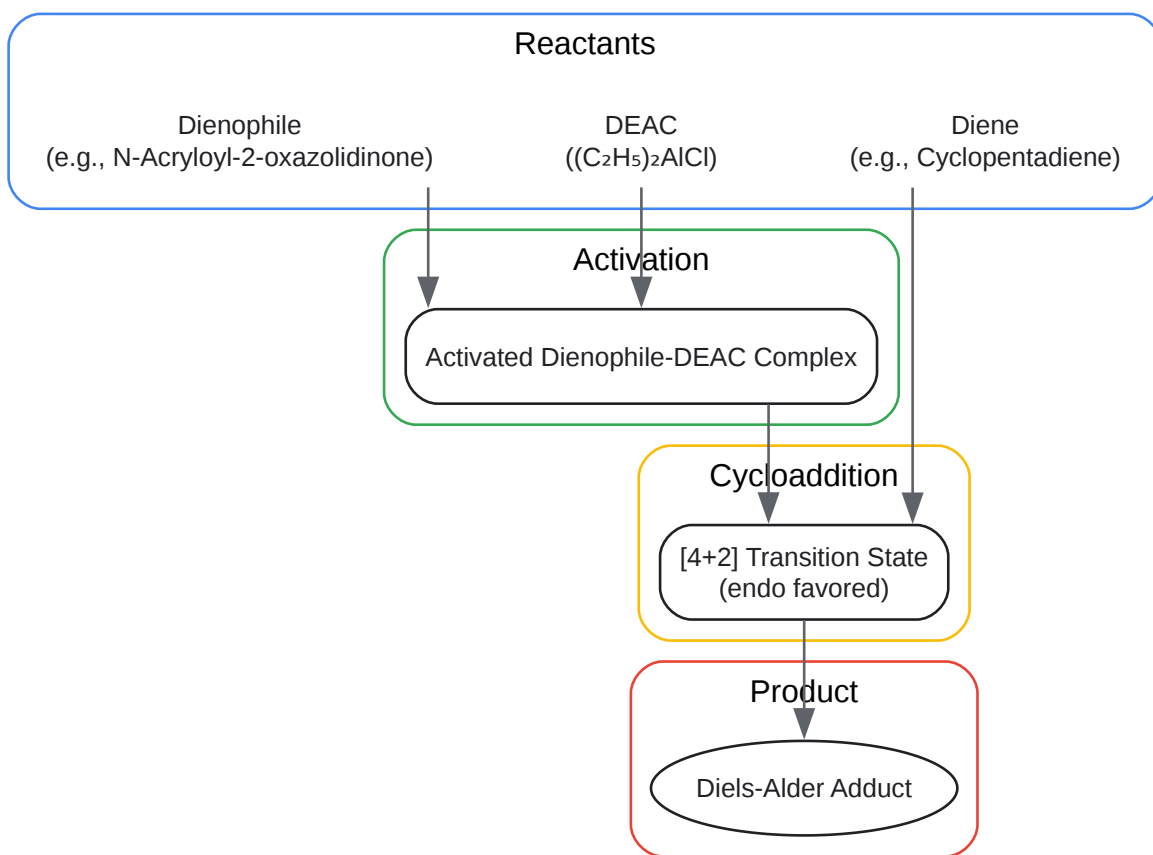 Reactants
Dienophile
(e.g., N-Acryloyl-2-oxazolidinone)
DEAC
((C₂H₅)₂AlCl)
Diene
(e.g., Cyclopentadiene)
Activation
Activated Dienophile-DEAC Complex
Cycloaddition
[4+2] Transition State
(endo favored)
Product
Diels-Alder Adduct